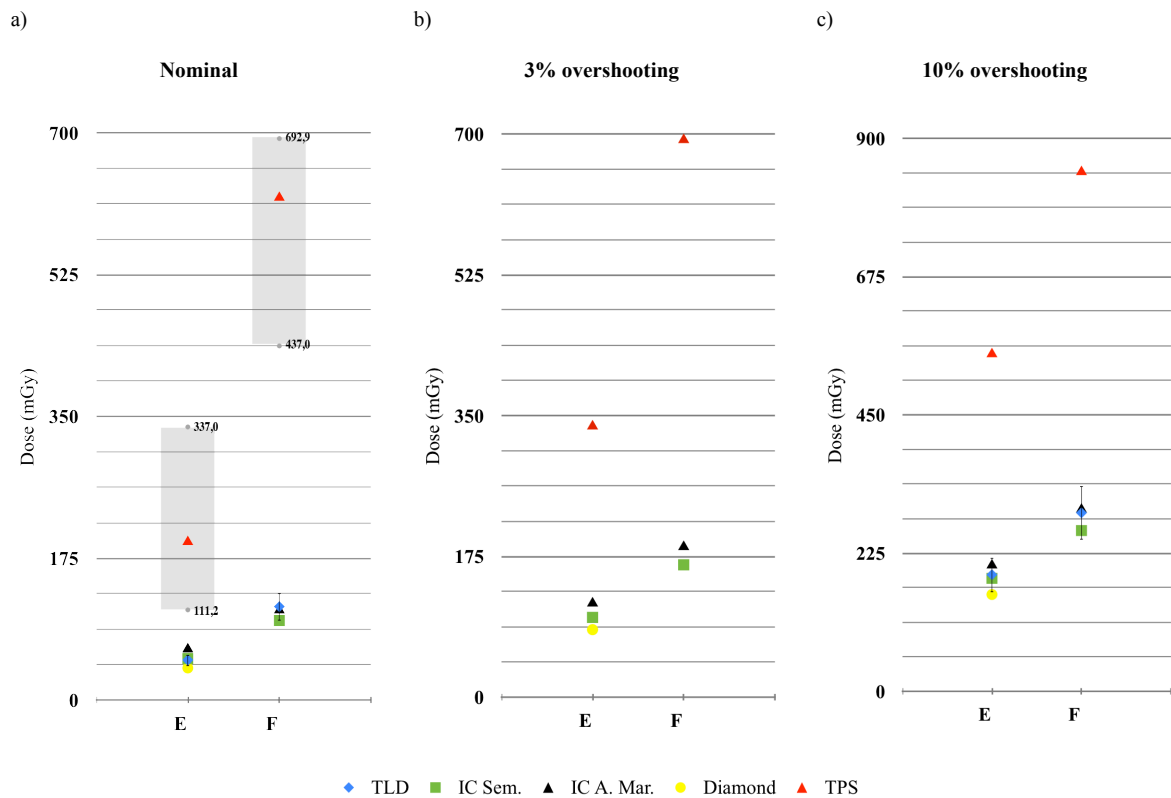 a)
b)
c)
Nominal
3% overshooting
10% overshooting
Dose (mGy)
700
525
350
175
0
692,9
437,0
337,0
111,2
E
F
Dose (mGy)
700
525
350
175
0
E
F
Dose (mGy)
900
675
450
225
0
E
F
TLD IC Sem. IC A. Mar. Diamond TPS